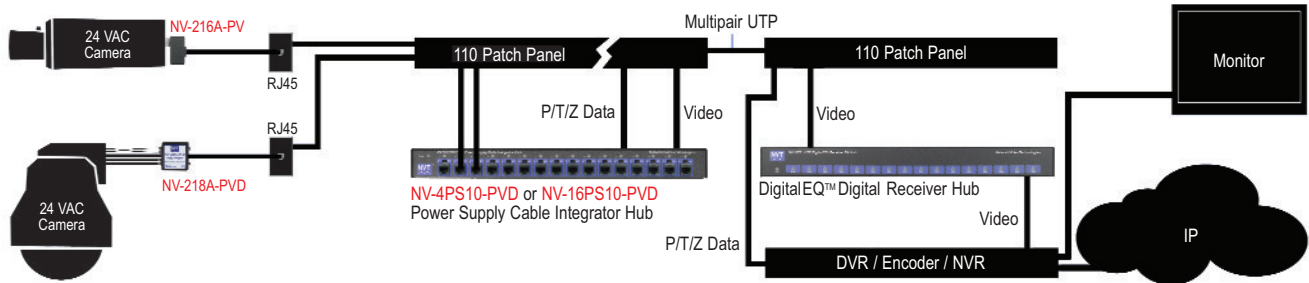 24 VAC
Camera
NV-216A-PV
RJ45
110 Patch Panel
Multipair UTP
110 Patch Panel
Monitor
P/T/Z Data
Video
Video
RJ45
NV-218A-PVD
24 VAC
Camera
NVT
NV-4PS10-PVD or NV-16PS10-PVD
Power Supply Cable Integrator Hub
NVT
DigitalEQ™ Digital Receiver Hub
Video
P/T/Z Data
DVR / Encoder / NVR
IP